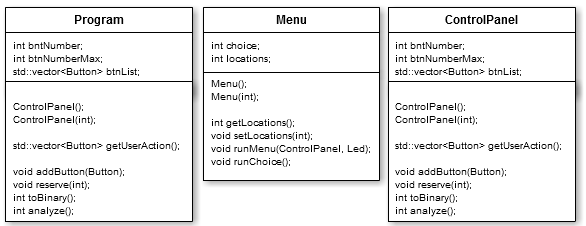 Program
int bntNumber;
int btnNumberMax;
std::vector<Button> btnList;
ControlPanel();
ControlPanel(int);
std::vector<Button> getUserAction();
void addButton(Button);
void reserve(int);
int toBinary();
int analyze();
Menu
int choice;
int locations;
Menu();
Menu(int);
int getLocations();
void setLocations(int);
void runMenu(ControlPanel, Led);
void runChoice();
ControlPanel
int bntNumber;
int btnNumberMax;
std::vector<Button> btnList;
ControlPanel();
ControlPanel(int);
std::vector<Button> getUserAction();
void addButton(Button);
void reserve(int);
int toBinary();
int analyze();